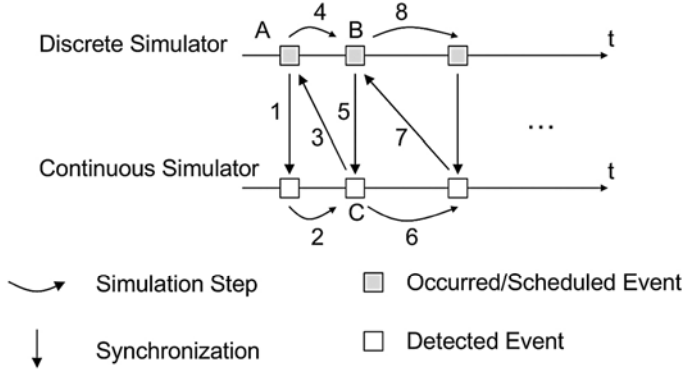 4
8
A
B
Discrete Simulator
t
1
3
5
7
...
Continuous Simulator
t
C
2
6
Simulation Step
Occurred/Scheduled Event
Synchronization
Detected Event